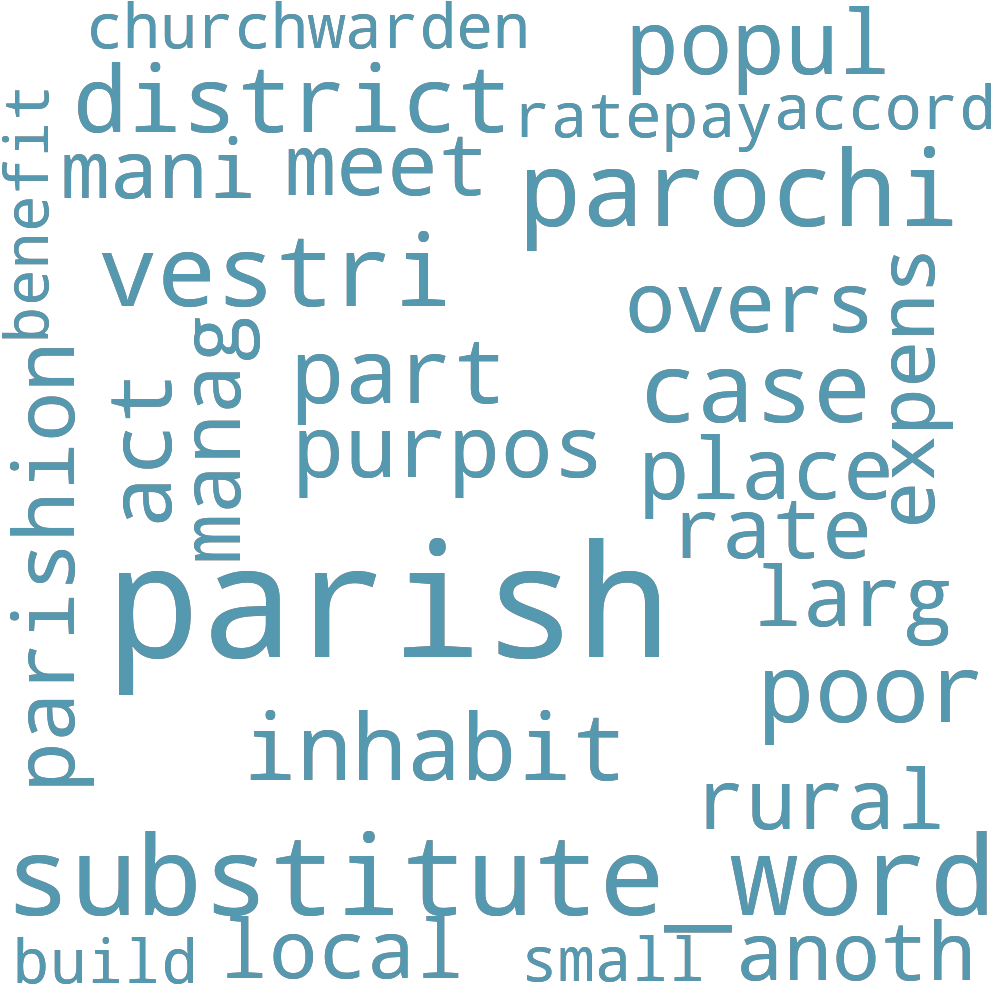 churchwarden
popul
district
ratepay
accord
benefit
mani
meet
parochi
vestri
overs
expens
manag
part
case
parishion
act
purpos
place
rate
parish
larg
poor
inhabit
rural
substitute_word
build
local
small
anoth